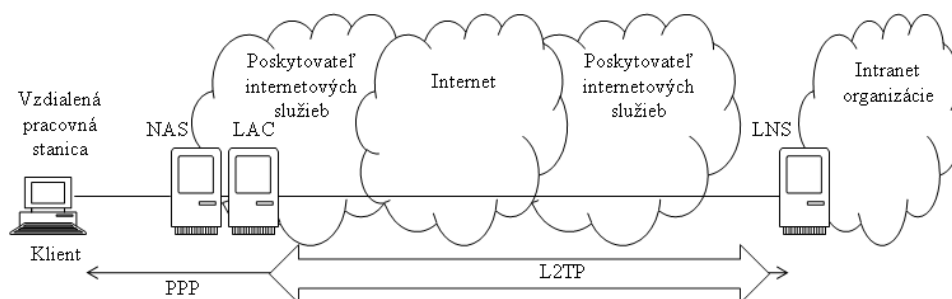 Vzdialená
pracovná
stanica
Klient
NAS
LAC
Poskytovateľ
internetových
služieb
Internet
Poskytovateľ
internetových
služieb
LNS
Intranet
organizácie
PPP
L2TP